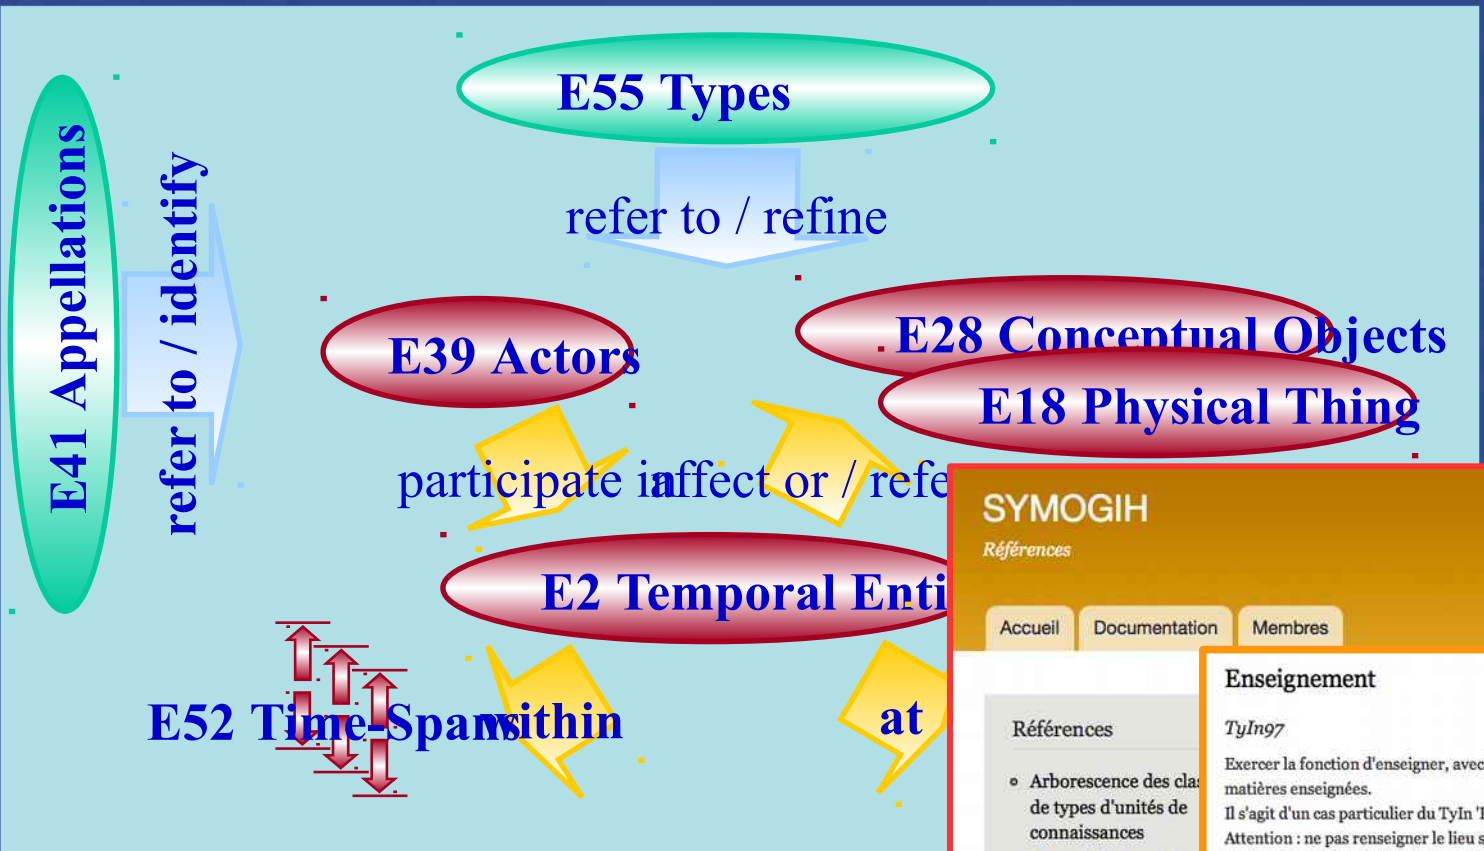 E55 Types
refer to / refine
E41 Appellations
refer to / identify
E39 Actors
E28 Conceptual Objects
E18 Physical Thing
participate in
affect or / refe
E2 Temporal Enti
E52 Time-Spans
within
at
SYMOGIH
Références
Accueil
Documentation
Membres
Références
Arborescence des clas
de types d'unités de
connaissances
Enseignement
TyIn97
Exercer la fonction d'enseigner, avec
matières enseignées.
Il s'agit d'un cas particulier du TyIn '
Attention : ne pas renseigner le lieu s